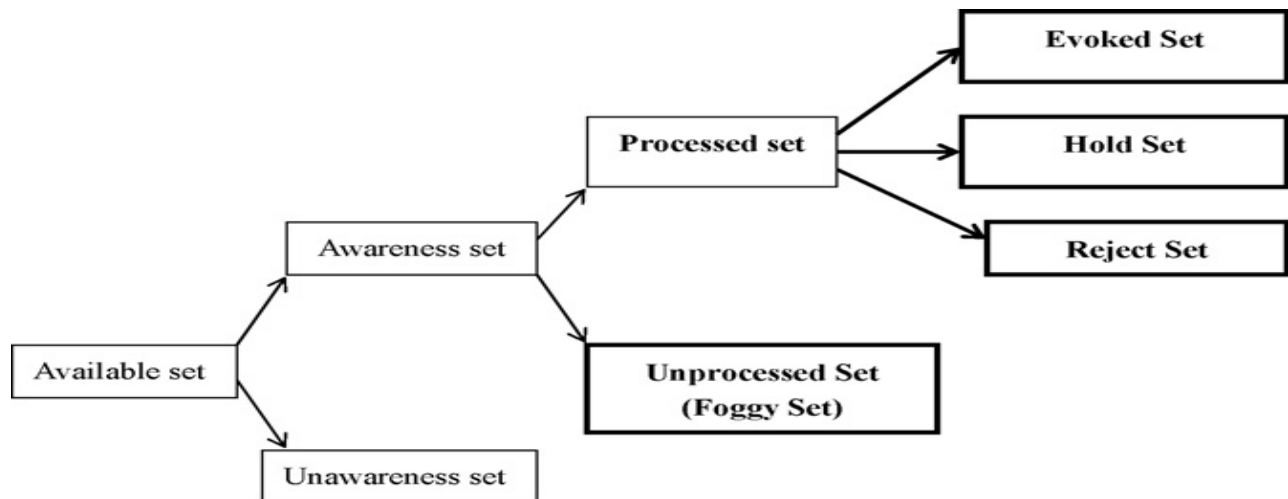 Evoked Set
Processed set
Hold Set
Awareness set
Reject Set
Available set
Unprocessed Set
(Foggy Set)
Unawareness set